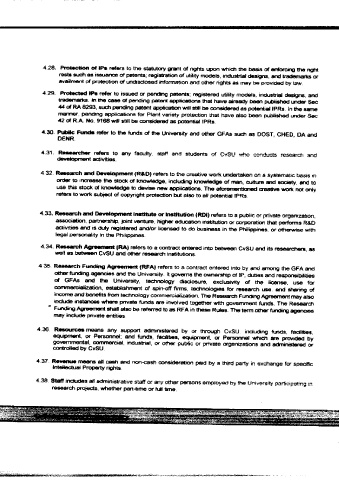 4.28. Protection of IPs refers to the statutory grant of rights upon which the basis of enforcing the right
rests such as issuance of patents; registration of utility models, industrial designs, and trademarks or
availment of protection of undisclosed information and other rights as may be provided by law
4.29. Protected IPs refer to issued or pending patents; registered utility models, industrial designs, and
trademarks. In the case of pending patent applications that have already been published under Sec
44 of RA 8293, such pending patent application will still be considered as potential IPRs. In the same
manner, pending applications for Plant variety protection that have also been published under Sec
42 of R.A. No. 9168 will still be considered as potential IPRs.
4.30. Public Funds refer to the funds of the University and other GFAs such as DOST, CHED, DA and
DENR.
4.31. Researcher refers to any faculty, staff and students of CvSU who conducts research and
development activities.
4.32. Research and Development (R&D) refers to the creative work undertaken on a systematic basis in
order to increase the stock of knowledge, including knowledge of man, culture and society, and to
use this stock of knowledge to devise new applications. The aforementioned creative work not only
refers to work subject of copyright protection but also to all potential IPRs.
4.33. Research and Development Institute or Institution (RDI) refers to a public or private organization,
association, partnership, joint venture, higher education institution or corporation that performs R&D
activities and is duly registered and/or licensed to do business in the Philippines, or otherwise with
legal personality in the Philippines.
4.34. Research Agreement (RA) refers to a contract entered into between CvSU and its researchers, as
well as between CvSU and other research institutions.
4.35. Research Funding Agreement (RFA) refers to a contract entered into by and among the GFA and
other funding agencies and the University. It governs the ownership of IP, duties and responsibilities
of GFAs and the University, technology disclosure, exclusivity of the license, use for
commercialization, establishment of spin-off firms, technologies for research use, and sharing of
income and benefits from technology commercialization. The Research Funding Agreement may also
include instances where private funds are involved together with government funds. The Research
Funding Agreement shall also be referred to as RFA in these Rules. The term other funding agencies
may include private entities.
4.36 Resources means any support administered by or through CvSU including funds, facilities,
equipment, or Personnel; and funds, facilities, equipment, or Personnel which are provided by
governmental, commercial, industrial, or other public or private organizations and administered or
controlled by CvSU
4.37 Revenue means all cash and non-cash consideration paid by a third party in exchange for specific
Intellectual Property rights.
4.38. Staff includes all administrative staff or any other persons employed by the University participating in
research projects, whether part-time or full time.